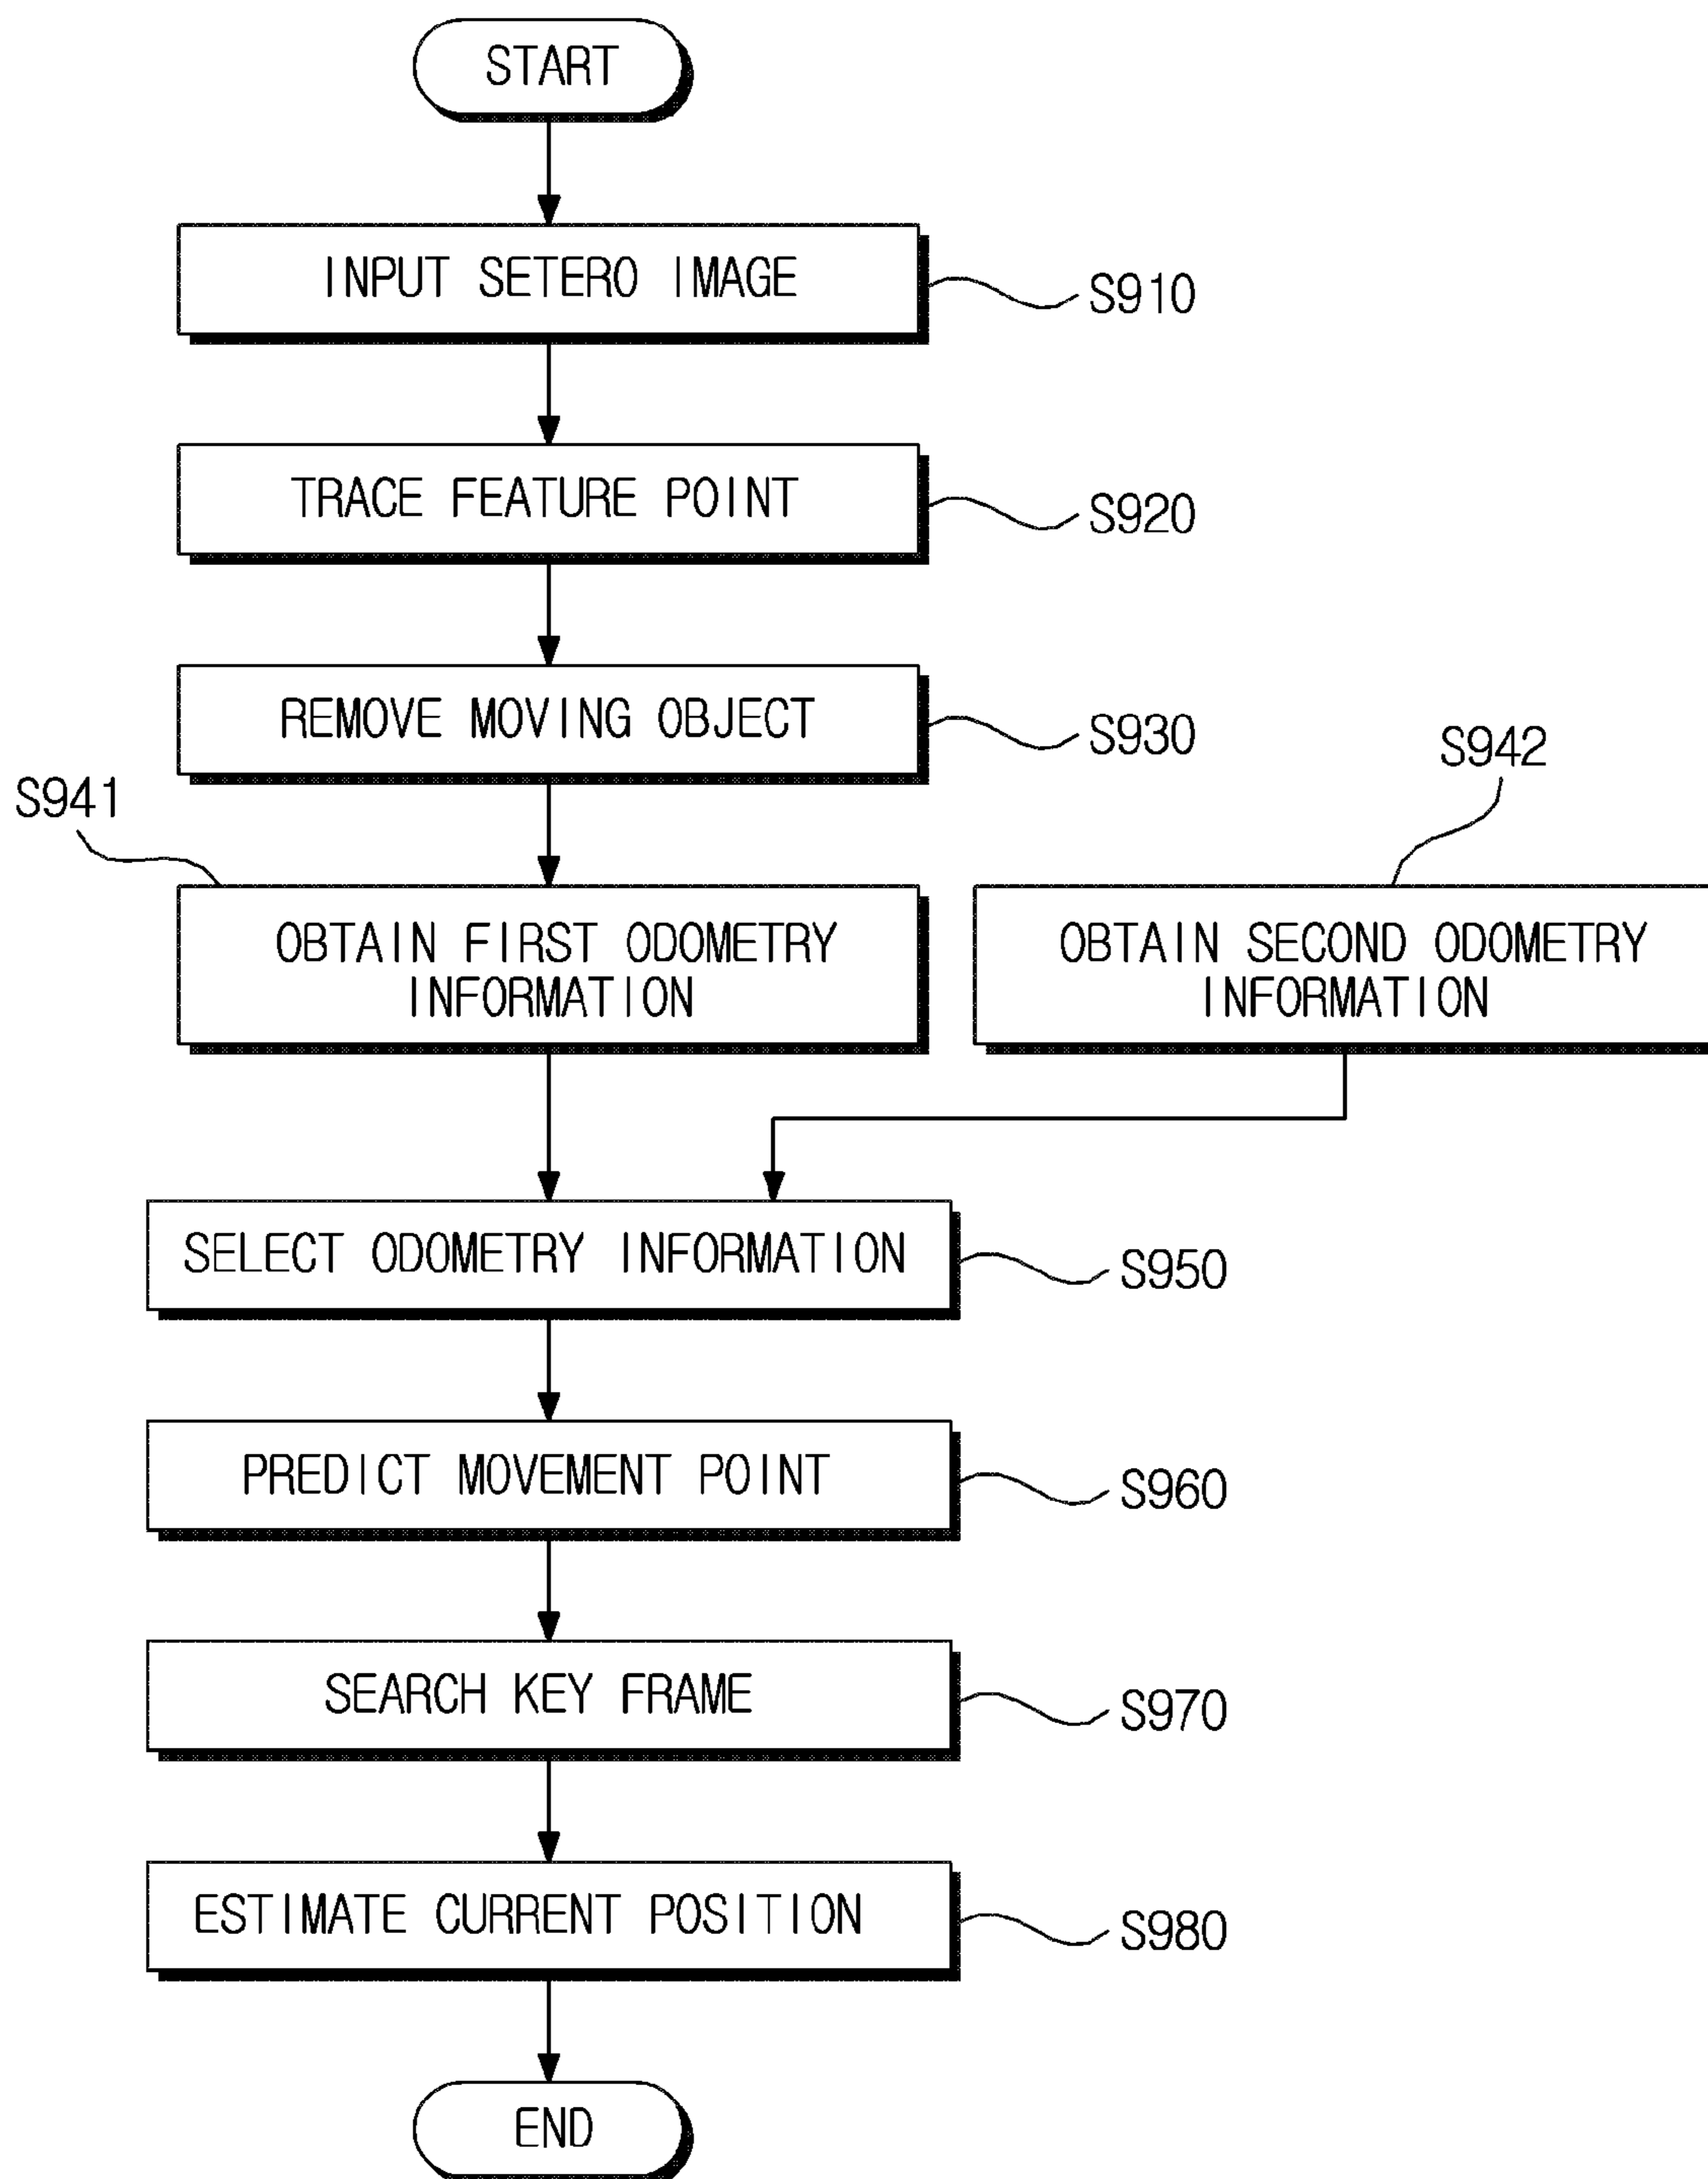 START
INPUT SETERO IMAGE
S910
TRACE FEATURE POINT
S920
REMOVE MOVING OBJECT
S930
S941
S942
OBTAIN FIRST ODOMETRY
INFORMATION
OBTAIN SECOND ODOMETRY
INFORMATION
SELECT ODOMETRY INFORMATION
S950
PREDICT MOVEMENT POINT
S960
SEARCH KEY FRAME
S970
ESTIMATE CURRENT POSITION
S980
END